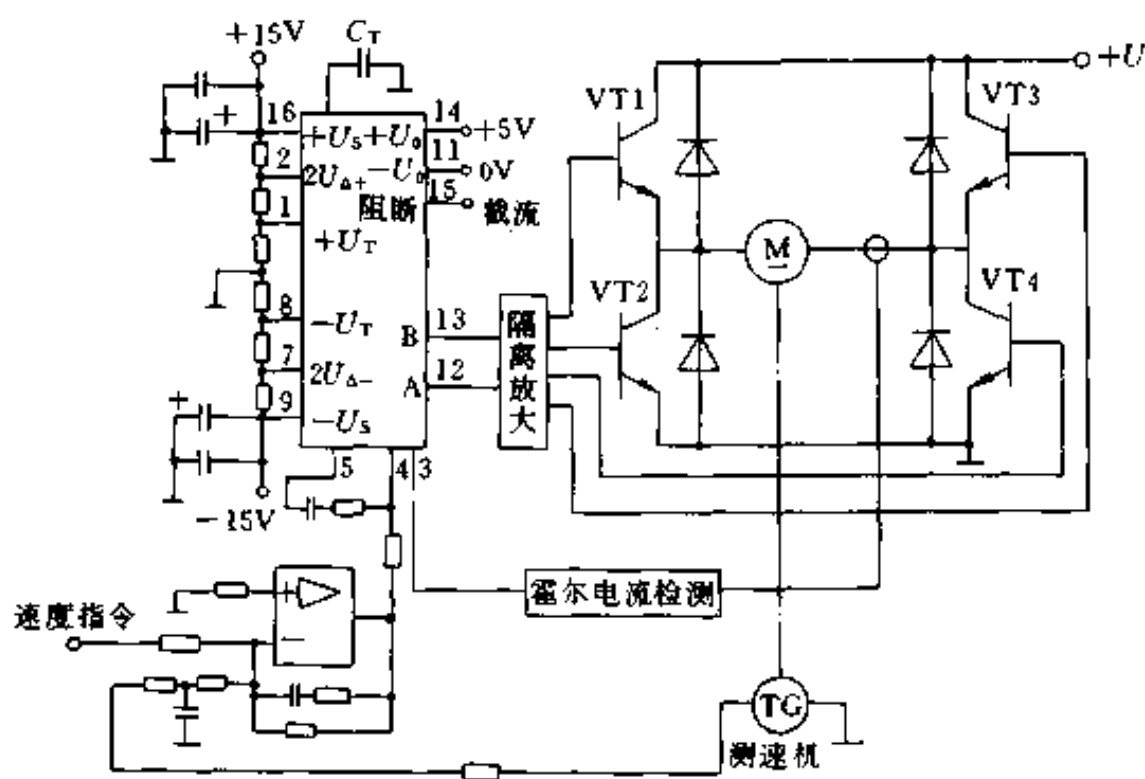 +15V
C_T
+U
16
+U_S
+U_0
14
+5V
VT1
VT3
2
2U_Δ+
-U_0
11
0V
1
+U_T
阻断
15
截流
M
8
-U_T
VT2
VT4
B
13
隔离放大
7
2U_Δ-
A
12
+
9
-U_S
5
4
3
-15V
+
-
霍尔电流检测
速度指令
TG
测速机